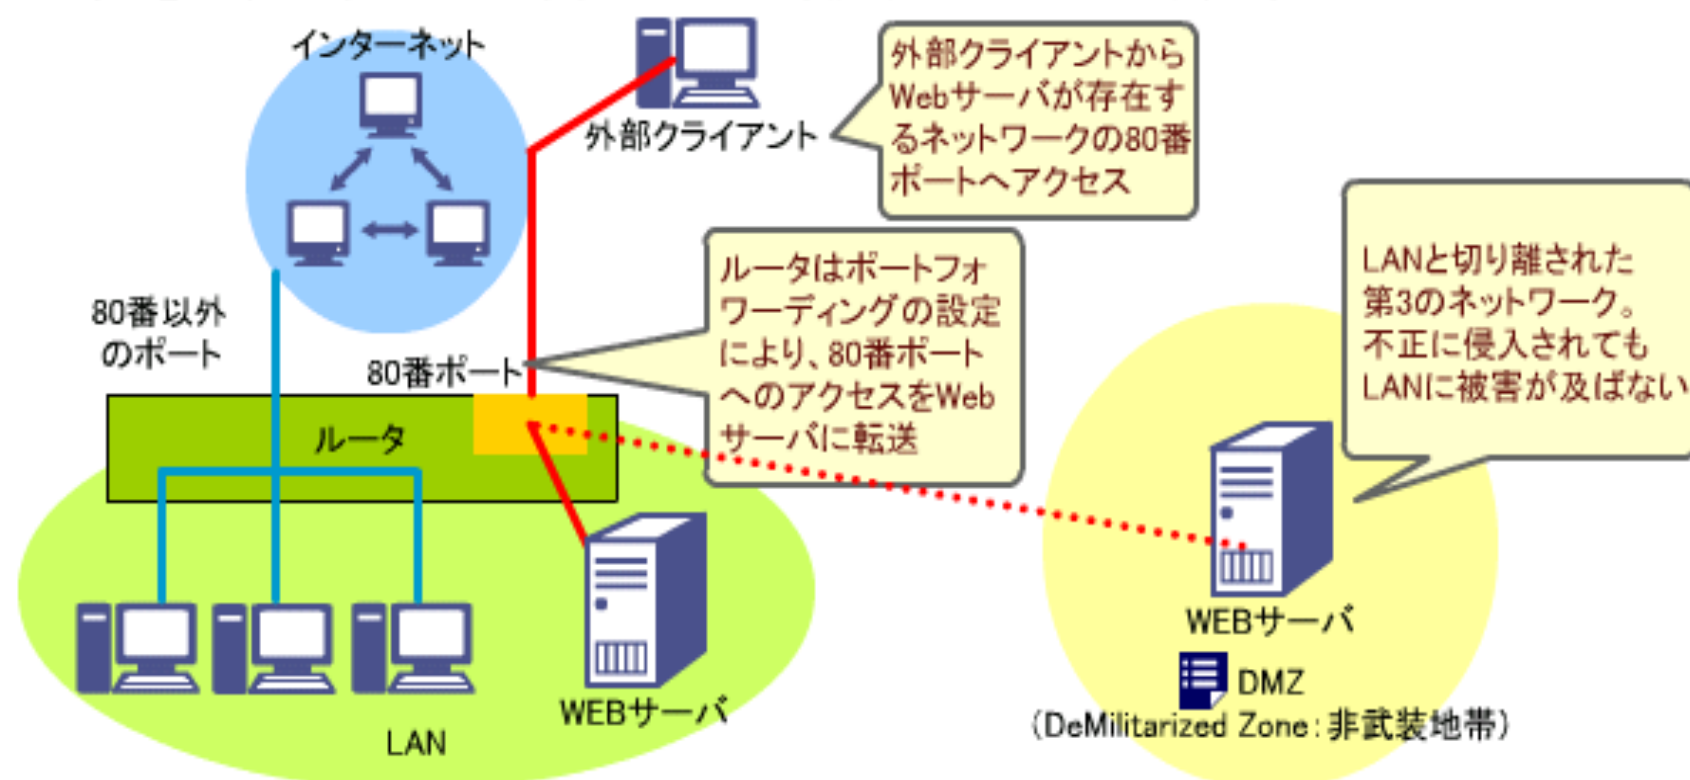 インターネット
外部クライアント
外部クライアントから
Webサーバが存在す
るネットワークの80番
ポートへアクセス
80番以外
のポート
80番ポート
ルータはポートフォ
ワーディングの設定
により、80番ポート
へのアクセスをWeb
サーバに転送
LANと切り離された
第3のネットワーク。
不正に侵入されても
LANに被害が及ばない
ルータ
WEBサーバ
LAN
WEBサーバ
DMZ
(DeMilitarized Zone:非武装地帯)